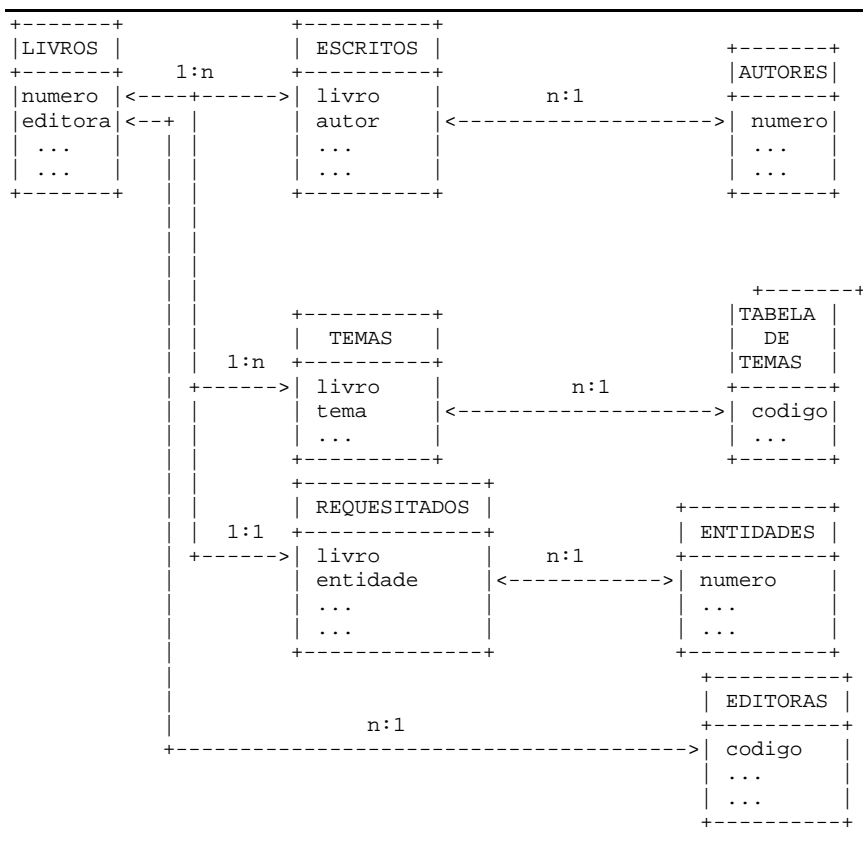 +-------+ +----------+
|LIVROS | | ESCRITOS | +-------+
+-------+ 1:n +----------+ |AUTORES|
|numero |<----+------>| livro | n:1 +-------+
|editora|<--+ | | autor |<-------------------->| numero|
| ... | | | | ... | | ... |
| ... | | | | ... | | ... |
+-------+ | | +----------+ +-------+
| |
| |
| |
| |
| | +-------+
| | +----------+ |TABELA |
| | | TEMAS | | DE |
| | 1:n +----------+ |TEMAS |
| +------>| livro | n:1 +-------+
| | | tema |<-------------------->| codigo|
| | | ... | | ... |
| | +----------+ +-------+
| | +--------------+
| | | REQUESITADOS | +-----------+
| | 1:1 +--------------+ | ENTIDADES |
| +------>| livro | n:1 +-----------+
| | entidade |<------------>| numero |
| | ... | | ... |
| | ... | | ... |
| +--------------+ +-----------+
| +----------+
| | EDITORAS |
| n:1 +----------+
+--------------------------------------->| codigo |
| ... |
| ... |
+----------+